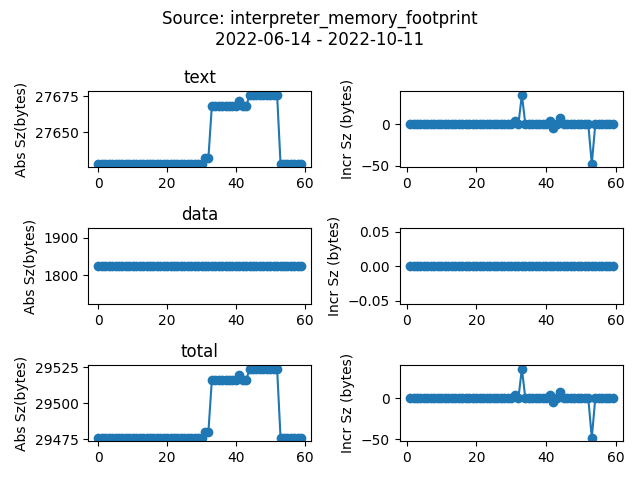 Source: interpreter_memory_footprint
2022-06-14 - 2022-10-11
text
Abs Sz(bytes)
27675
27650
0 20 40 60
Incr Sz (bytes)
0
−50
0 20 40 60
data
Abs Sz(bytes)
1900
1800
0 20 40 60
Incr Sz (bytes)
0.05
0.00
−0.05
0 20 40 60
total
Abs Sz(bytes)
29525
29500
29475
0 20 40 60
Incr Sz (bytes)
0
−50
0 20 40 60